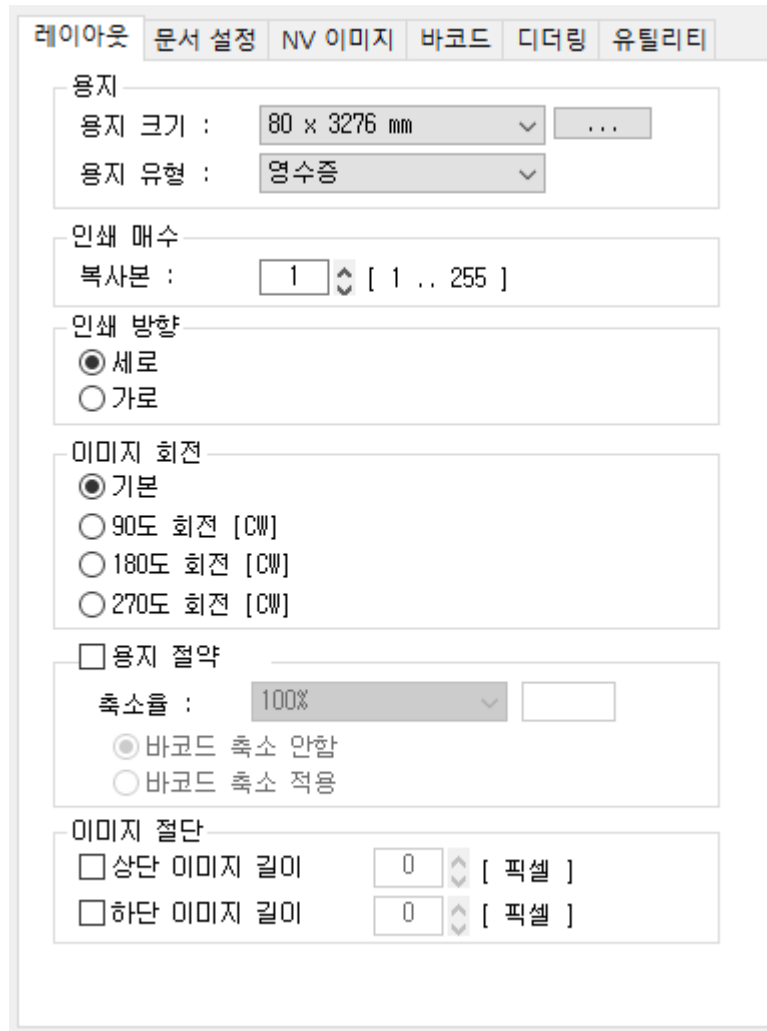 레이아웃 문서 설정 NV 이미지 바코드 디더링 유틸리티
용지
용지 크기 : 80 x 3276 mm ...
용지 유형 : 영수증
인쇄 매수
복사본 : 1 [ 1 .. 255 ]
인쇄 방향
세로
가로
이미지 회전
기본
90도 회전 [CW]
180도 회전 [CW]
270도 회전 [CW]
용지 절약
축소율 : 100%
바코드 축소 안함
바코드 축소 적용
이미지 절단
상단 이미지 길이 0 [ 픽셀 ]
하단 이미지 길이 0 [ 픽셀 ]